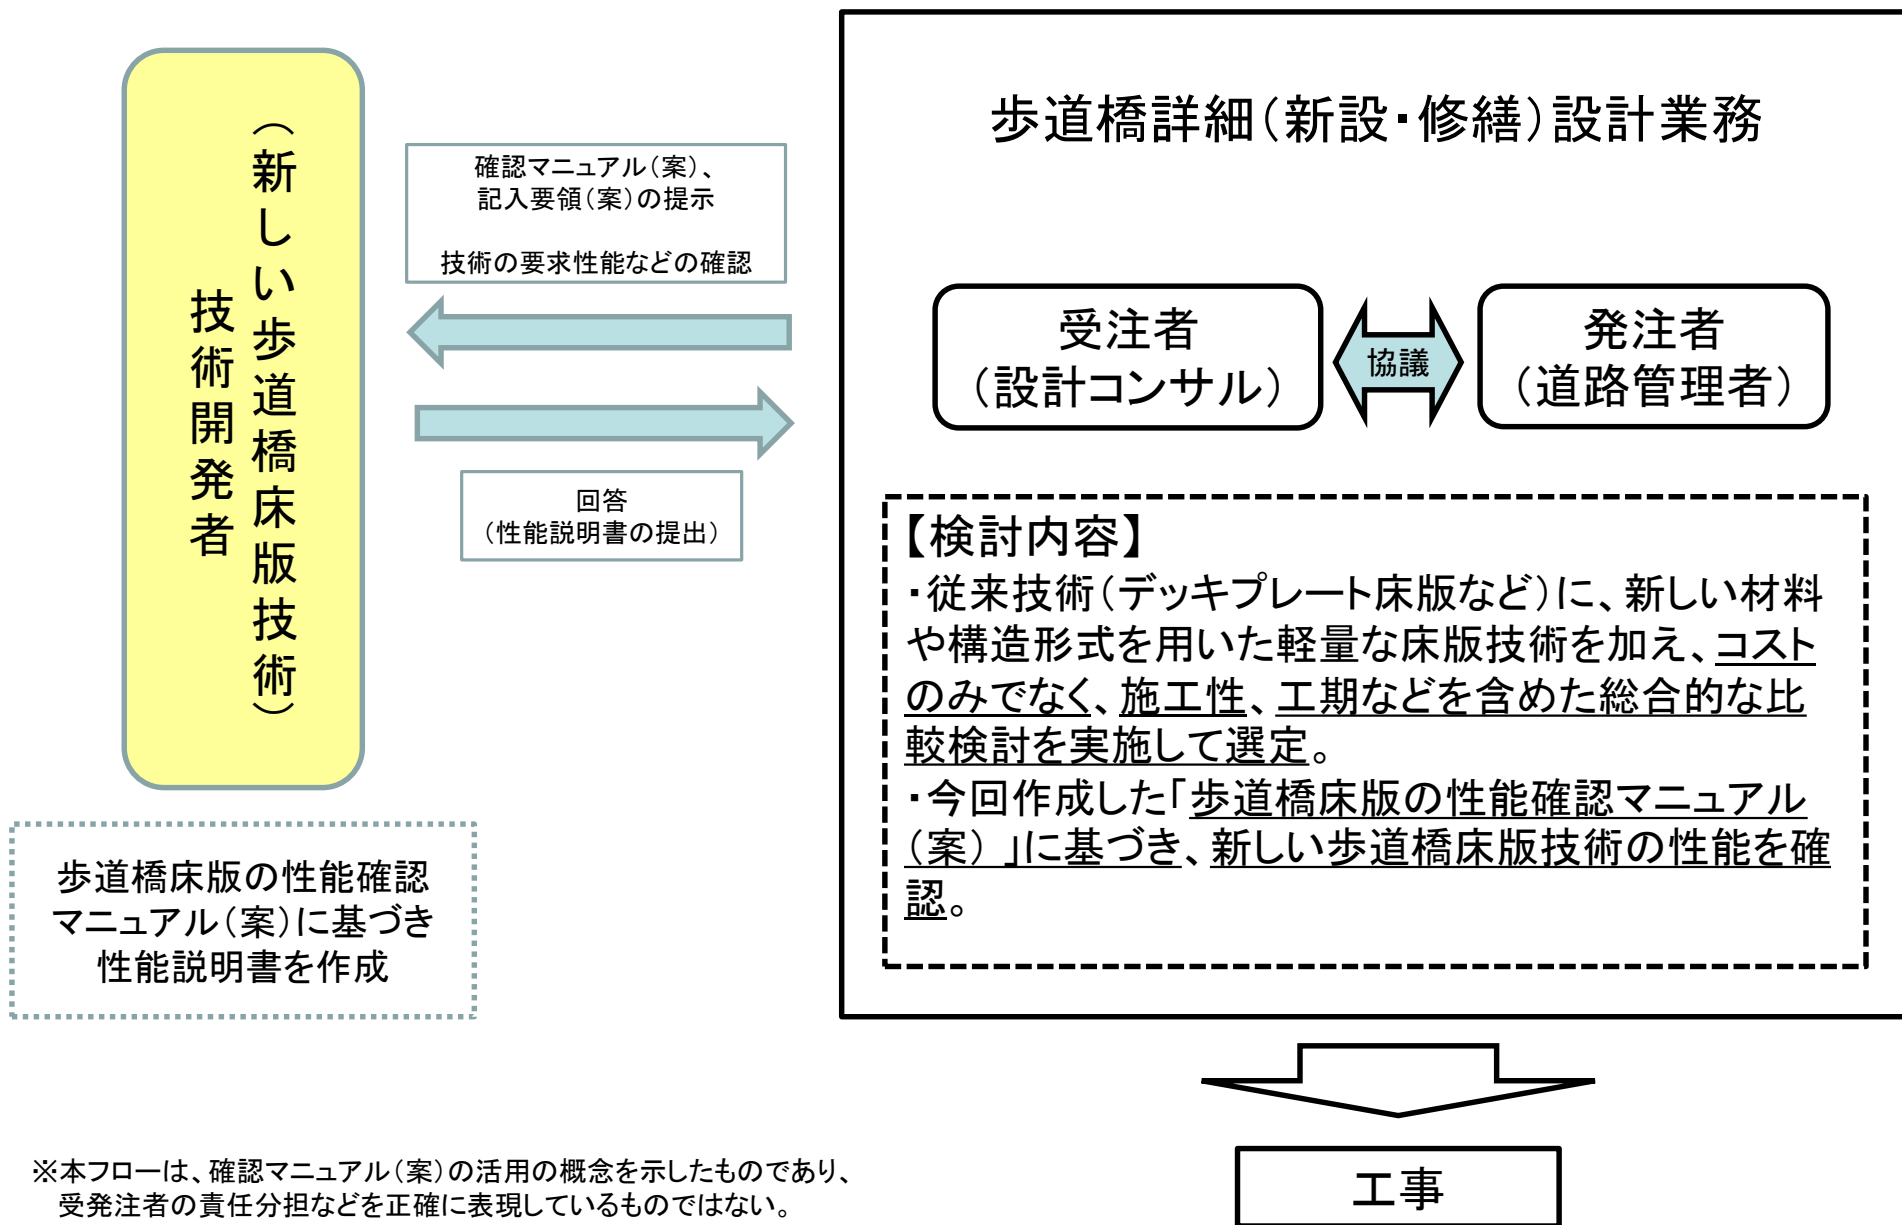 （新しい歩道橋床版技術）
技術開発者
確認マニュアル（案）、
記入要領（案）の提示
技術の要求性能などの確認
回答
（性能説明書の提出）
歩道橋床版の性能確認
マニュアル（案）に基づき
性能説明書を作成
歩道橋詳細（新設・修繕）設計業務
受注者
（設計コンサル）
協議
発注者
（道路管理者）
【検討内容】
・従来技術（デッキプレート床版など）に、新しい材料
や構造形式を用いた軽量な床版技術を加え、コスト
のみでなく、施工性、工期などを含めた総合的な比
較検討を実施して選定。
・今回作成した「歩道橋床版の性能確認マニュアル
（案）」に基づき、新しい歩道橋床版技術の性能を確
認。
工事
※本フローは、確認マニュアル（案）の活用の概念を示したものであり、
受発注者の責任分担などを正確に表現しているものではない。